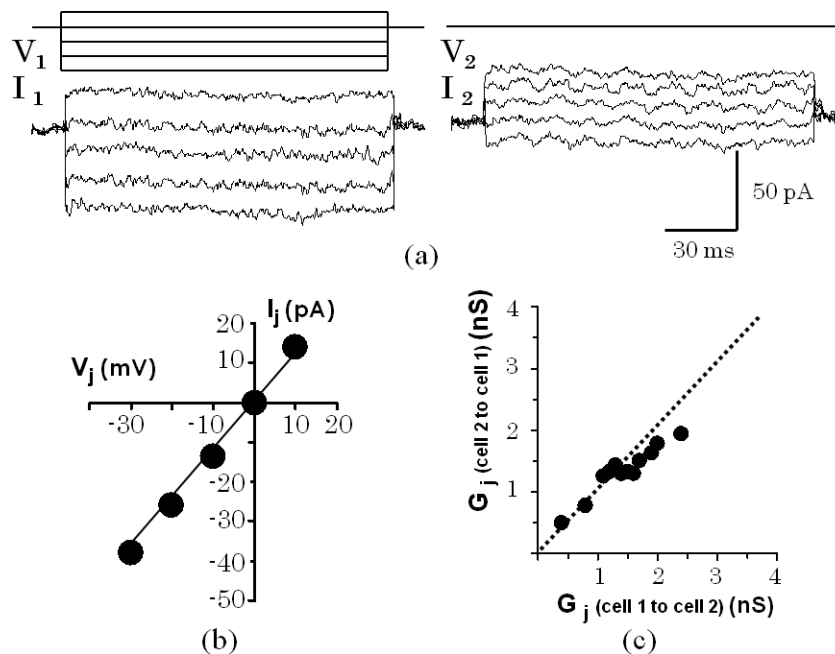 V1
I1
V2
I2
50 pA
30 ms
(a)
Ij (pA)
Vj (mV)
20
10
-30 -10 10 20
-10
-20
-30
-40
-50
(b)
G j (cell 2 to cell 1) (nS)
4
3
2
1
1 2 3 4
G j (cell 1 to cell 2) (nS)
(c)